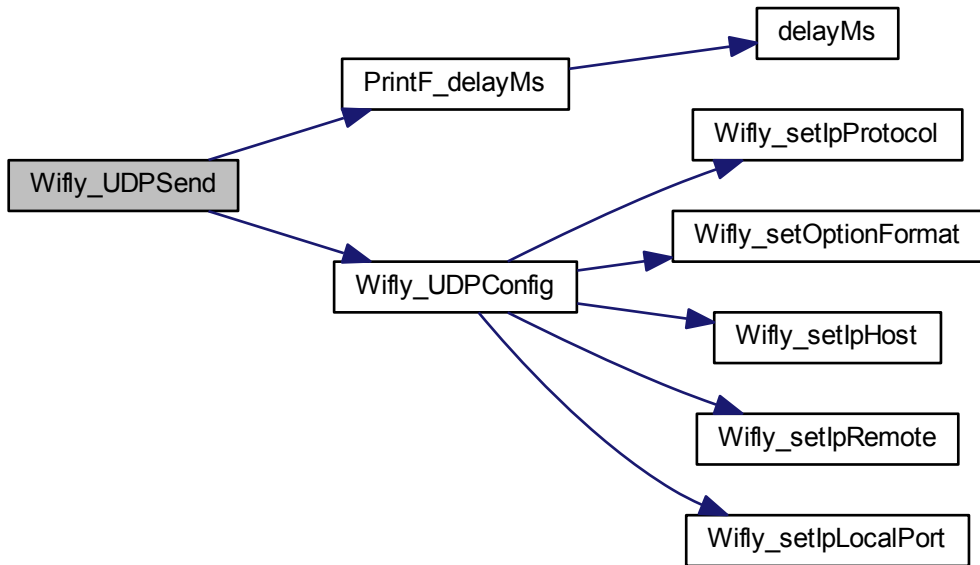 delayMs
PrintF_delayMs
Wifly_setIpProtocol
Wifly_UDPSend
Wifly_setOptionFormat
Wifly_UDPConfig
Wifly_setIpHost
Wifly_setIpRemote
Wifly_setIpLocalPort